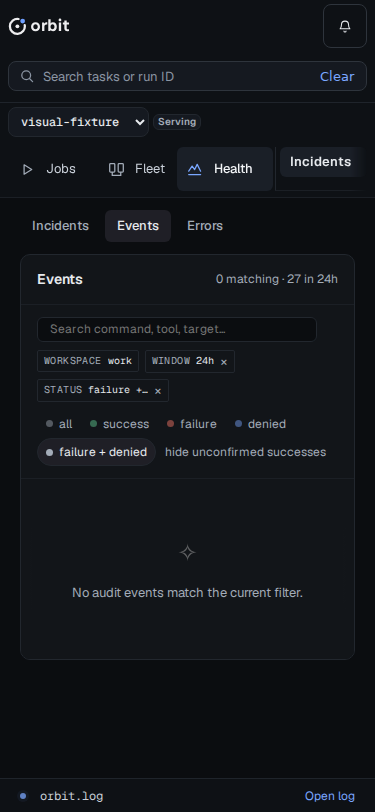 orbit
Search tasks or run ID Clear
visual-fixture Serving
Jobs Fleet Health Incidents
Incidents Events Errors
Events 0 matching · 27 in 24h
Search command, tool, target…
WORKSPACE work WINDOW 24h ×
STATUS failure +… ×
all success failure denied
failure + denied hide unconfirmed successes
No audit events match the current filter.
orbit.log Open log